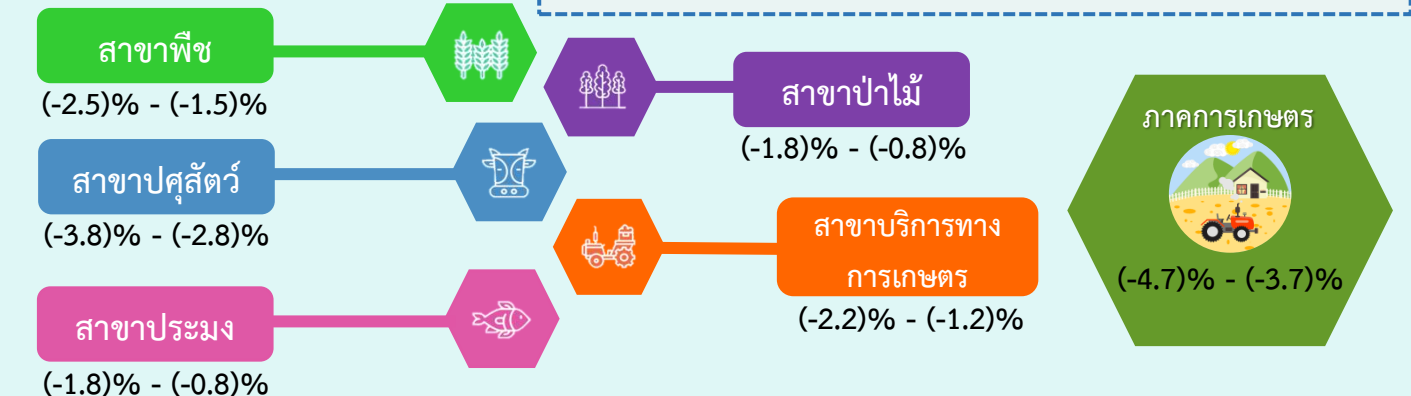 สาขาพืช
(-2.5)% - (-1.5)%
สาขาปศุสัตว์
(-3.8)% - (-2.8)%
สาขาประมง
(-1.8)% - (-0.8)%
สาขาป่าไม้
(-1.8)% - (-0.8)%
สาขาบริการทาง
การเกษตร
(-2.2)% - (-1.2)%
ภาคการเกษตร
(-4.7)% - (-3.7)%